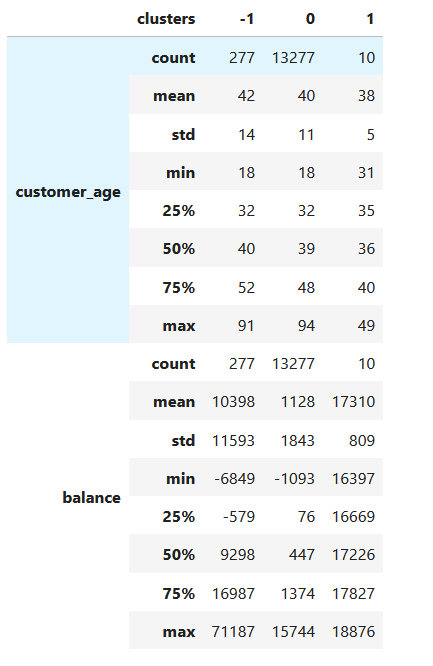 clusters -1 0 1
customer_age count 277 13277 10
mean 42 40 38
std 14 11 5
min 18 18 31
25% 32 32 35
50% 40 39 36
75% 52 48 40
max 91 94 49
balance count 277 13277 10
mean 10398 1128 17310
std 11593 1843 809
min -6849 -1093 16397
25% -579 76 16669
50% 9298 447 17226
75% 16987 1374 17827
max 71187 15744 18876